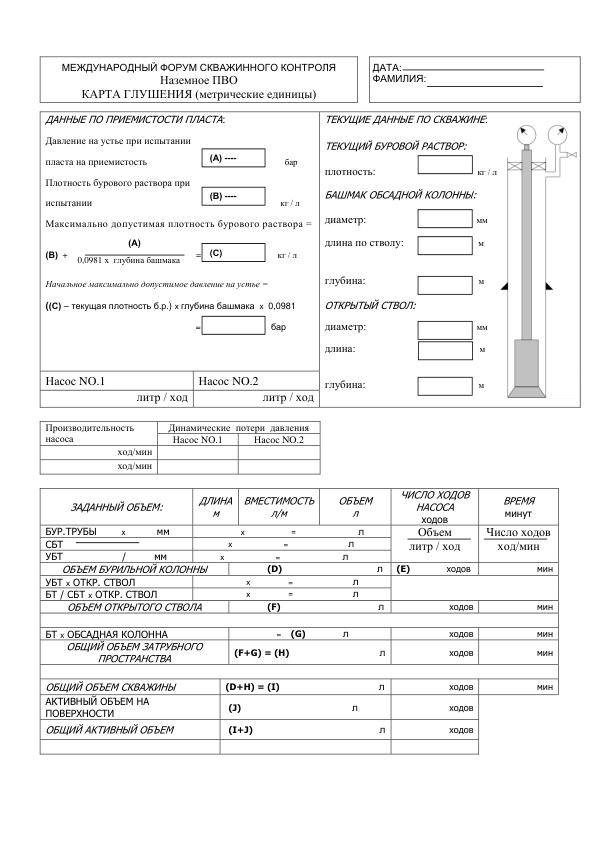 МЕЖДУНАРОДНЫЙ ФОРУМ СКВАЖИННОГО КОНТРОЛЯ
Наземное ПВО
КАРТА ГЛУШЕНИЯ (метрические единицы)
ДАТА:
ФАМИЛИЯ:
ДАННЫЕ ПО ПРИЕМИСТОСТИ ПЛАСТА:
Давление на устье при испытании
пласта на приемистость (A) ---- бар
Плотность бурового раствора при
испытании (B) ---- кг / л
Максимально допустимая плотность бурового раствора =
(A)
(B) + = (C) кг / л
0,0981 x глубина башмака
Начальное максимально допустимое давление на устье =
((C) – текущая плотность б.р.) x глубина башмака x 0,0981
= бар
Насос NO.1 Насос NO.2
литр / ход литр / ход
ТЕКУЩИЕ ДАННЫЕ ПО СКВАЖИНЕ:
ТЕКУЩИЙ БУРОВОЙ РАСТВОР:
плотность: кг / л
БАШМАК ОБСАДНОЙ КОЛОННЫ:
диаметр: мм
длина по стволу: м
глубина: м
ОТКРЫТЫЙ СТВОЛ:
диаметр: мм
длина: м
глубина: м
Производительность насоса Динамические потери давления
Насос NO.1 Насос NO.2
ход/мин
ход/мин
ЗАДАННЫЙ ОБЪЕМ: ДЛИНА м ВМЕСТИМОСТЬ л/м ОБЪЕМ л ЧИСЛО ХОДОВ НАСОСА ходов ВРЕМЯ минут
БУР.ТРУБЫ x мм x = л Объем Число ходов
СБТ x = л литр / ход ход/мин
УБТ / мм x = л
ОБЪЕМ БУРИЛЬНОЙ КОЛОННЫ (D) л (E) ходов мин
УБТ x ОТКР. СТВОЛ x = л
БТ / СБТ x ОТКР. СТВОЛ x = л
ОБЪЕМ ОТКРЫТОГО СТВОЛА (F) л ходов мин
БТ x ОБСАДНАЯ КОЛОННА = (G) л ходов мин
ОБЩИЙ ОБЪЕМ ЗАТРУБНОГО
ПРОСТРАНСТВА (F+G) = (H) л ходов мин
ОБЩИЙ ОБЪЕМ СКВАЖИНЫ (D+H) = (I) л ходов мин
АКТИВНЫЙ ОБЪЕМ НА
ПОВЕРХНОСТИ (J) л ходов
ОБЩИЙ АКТИВНЫЙ ОБЪЕМ (I+J) л ходов